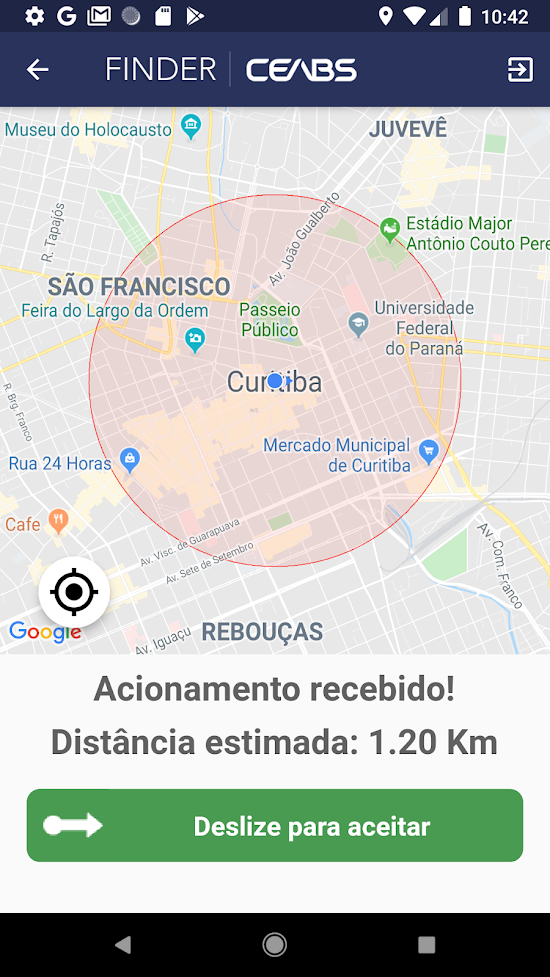 10:42
FINDER CEABS
Museu do Holocausto
JUVEVÊ
R. Tapajós
Av. João Gualberto
Estádio Major
Antônio Couto Pere
SÃO FRANCISCO
Feira do Largo da Ordem
Passeio
Público
Universidade
Federal
do Paraná
Curitiba
R. Brg. Franco
Mercado Municipal
de Curitiba
Rua 24 Horas
Cafe
Av. Visc. de Guarapuava
Av. Sete de Setembro
Av. Com. Franco
Google
Av. Iguaçu
REBOUÇAS
Acionamento recebido!
Distância estimada: 1.20 Km
Deslize para aceitar